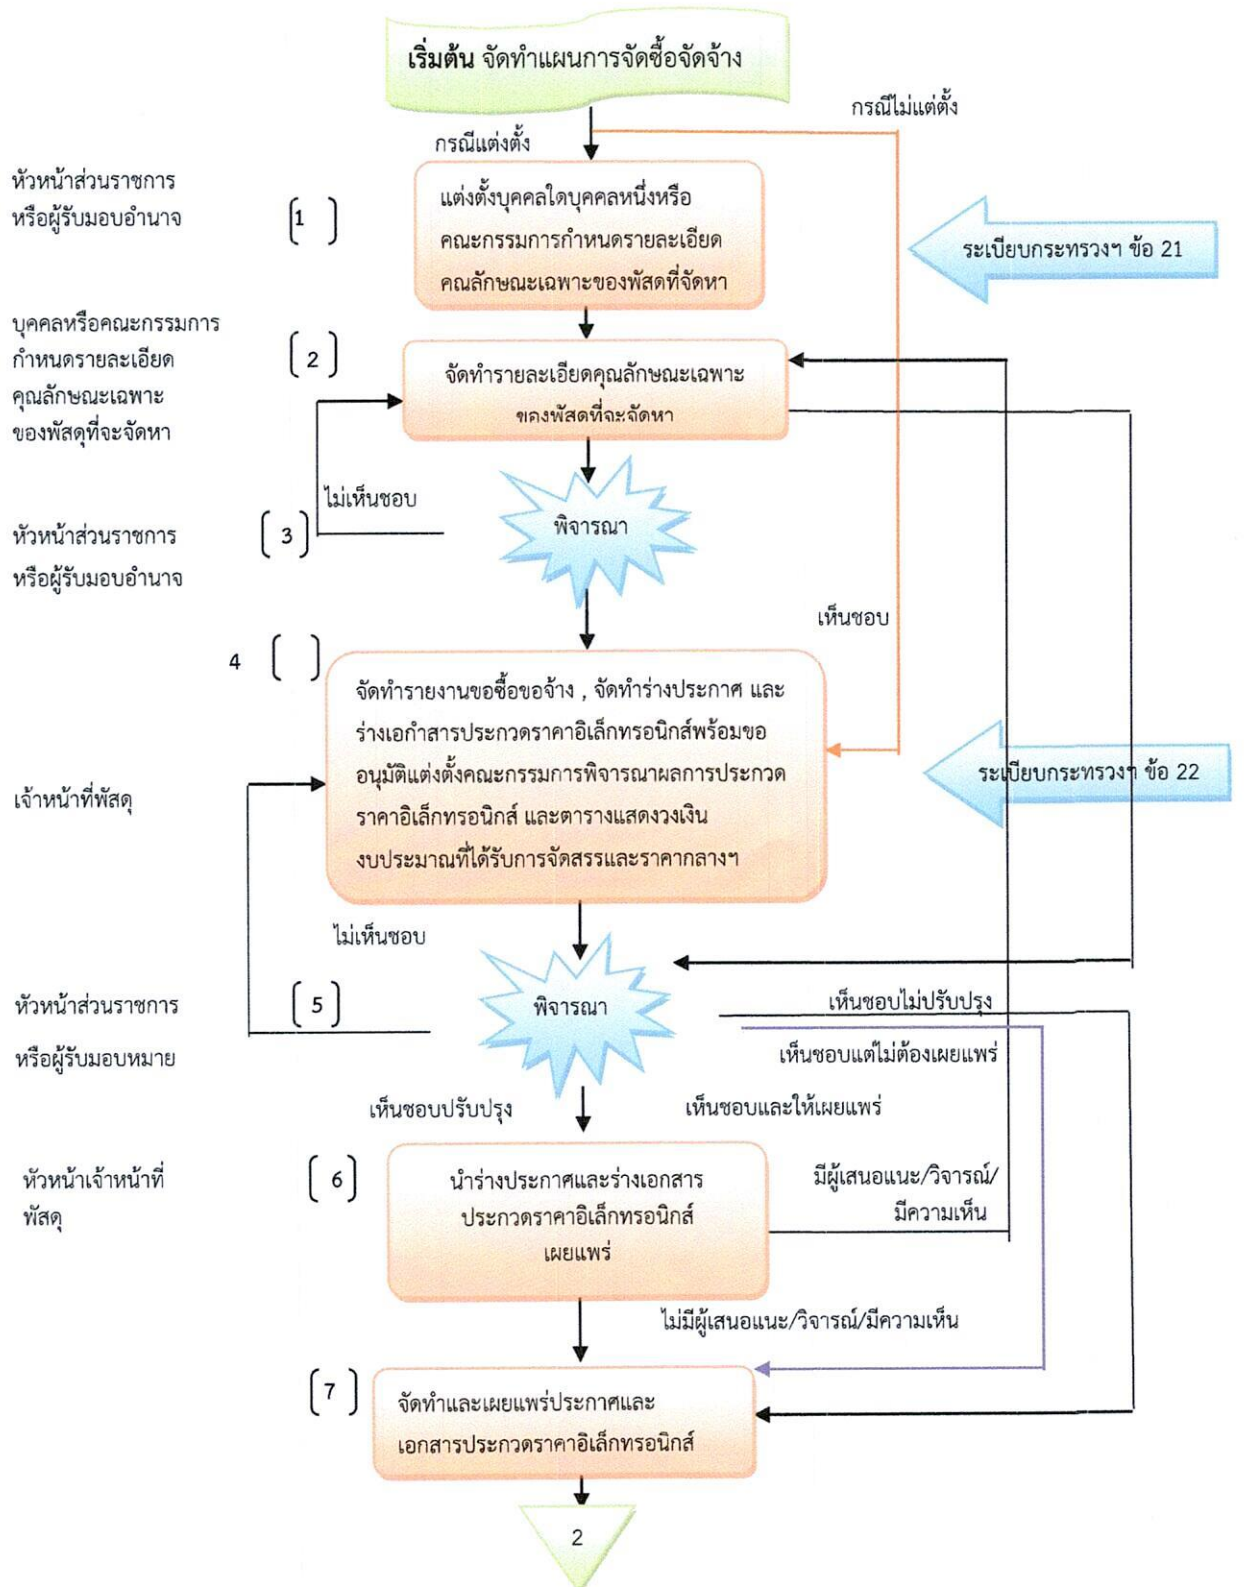 เริ่มต้น จัดทำแผนการจัดซื้อจัดจ้าง
กรณีไม่แต่ตั้ง
กรณีแต่งตั้ง
หัวหน้าส่วนราชการ
หรือผู้รับมอบอำนาจ
[1 ]
แต่งตั้งบุคคลใดบุคคลหนึ่งหรือ
คณะกรรมการกำหนดรายละเอียด
คณลักษณะเฉพาะของพัสดที่จัดหา
ระเบียบกระทรวงฯ ข้อ 21
บุคคลหรือคณะกรรมการ
กำหนดรายละเอียด
คุณลักษณะเฉพาะ
ของพัสดุที่จะจัดหา
[2]
จัดทำรายละเอียดคุณลักษณะเฉพาะ
ของพัสดที่จะจัดหา
ไม่เห็นชอบ
หัวหน้าส่วนราชการ
หรือผู้รับมอบอำนาจ
[3]
พิจารณา
เห็นชอบ
4 [ ]
จัดทำรายงานขอซื้อขอจ้าง , จัดทำร่างประกาศ และ
ร่างเอกำสารประกวดราคาอิเล็กทรอนิกส์พร้อมขอ
อนุมัติแต่งตั้งคณะกรรมการพิจารณาผลการประกวด
ราคาอิเล็กทรอนิกส์ และตารางแสดงวงเงิน
งบประมาณที่ได้รับการจัดสรรและราคากลางฯ
เจ้าหน้าที่พัสดุ
ระเบียบกระทรวงฯ ข้อ 22
ไม่เห็นชอบ
หัวหน้าส่วนราชการ
หรือผู้รับมอบหมาย
[5]
พิจารณา
เห็นชอบไม่ปรับปรุง
เห็นชอบแต่ไม่ต้องเผยแพร่
เห็นชอบปรับปรุง
เห็นชอบและให้เผยแพร่
หัวหน้าเจ้าหน้าที่
พัสดุ
[6]
นำร่างประกาศและร่างเอกสาร
ประกวดราคาอิเล็กทรอนิกส์
เผยแพร่
มีผู้เสนอแนะ/วิจารณ์/
มีความเห็น
ไม่มีผู้เสนอแนะ/วิจารณ์/มีความเห็น
[7]
จัดทำและเผยแพร่ประกาศและ
เอกสารประกวดราคาอิเล็กทรอนิกส์
2